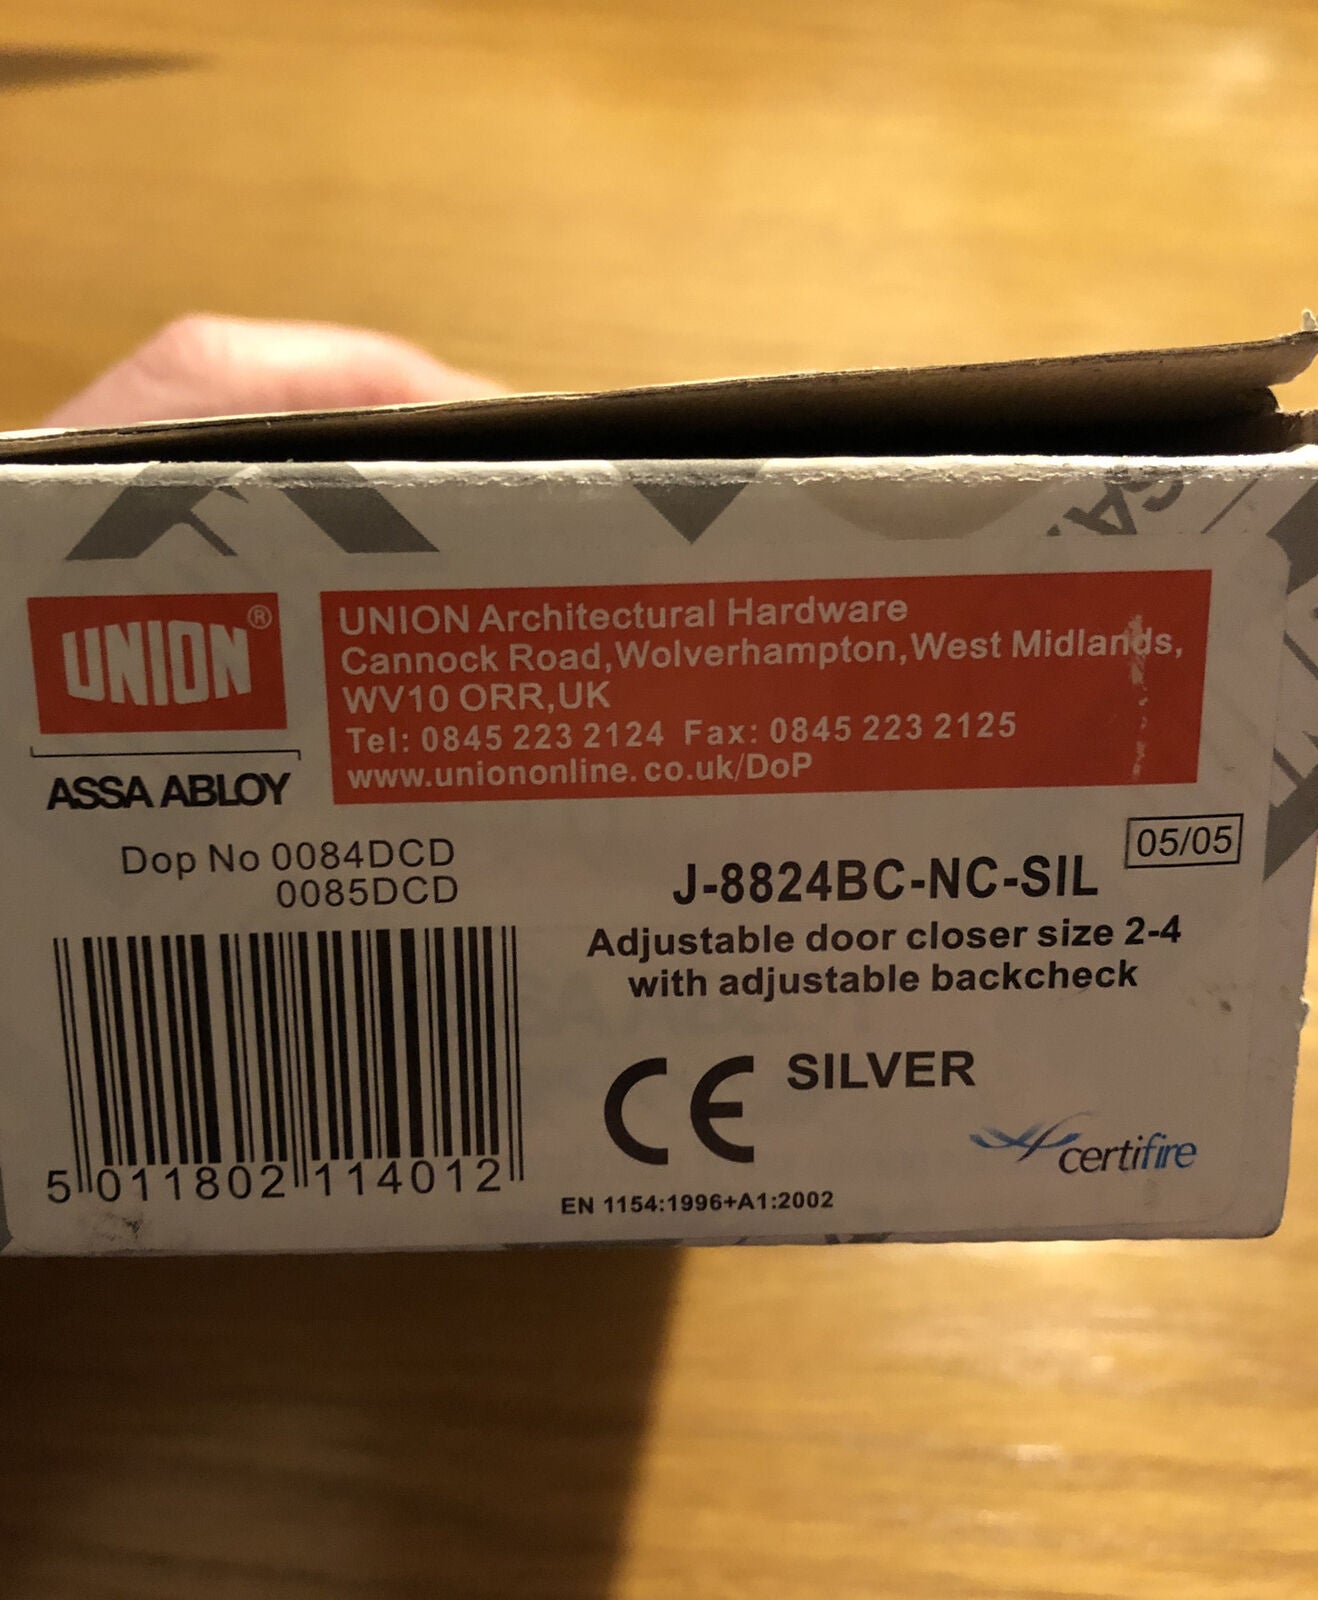 UNION®
ASSA ABLOY
UNION Architectural Hardware
Cannock Road,Wolverhampton,West Midlands,
WV10 ORR,UK
Tel: 0845 223 2124 Fax: 0845 223 2125
www.uniononline.co.uk/DoP
Dop No 0084DCD
0085DCD
05/05
J-8824BC-NC-SIL
Adjustable door closer size 2-4
with adjustable backcheck
CE SILVER
certifire
5 011802 114012
EN 1154:1996+A1:2002